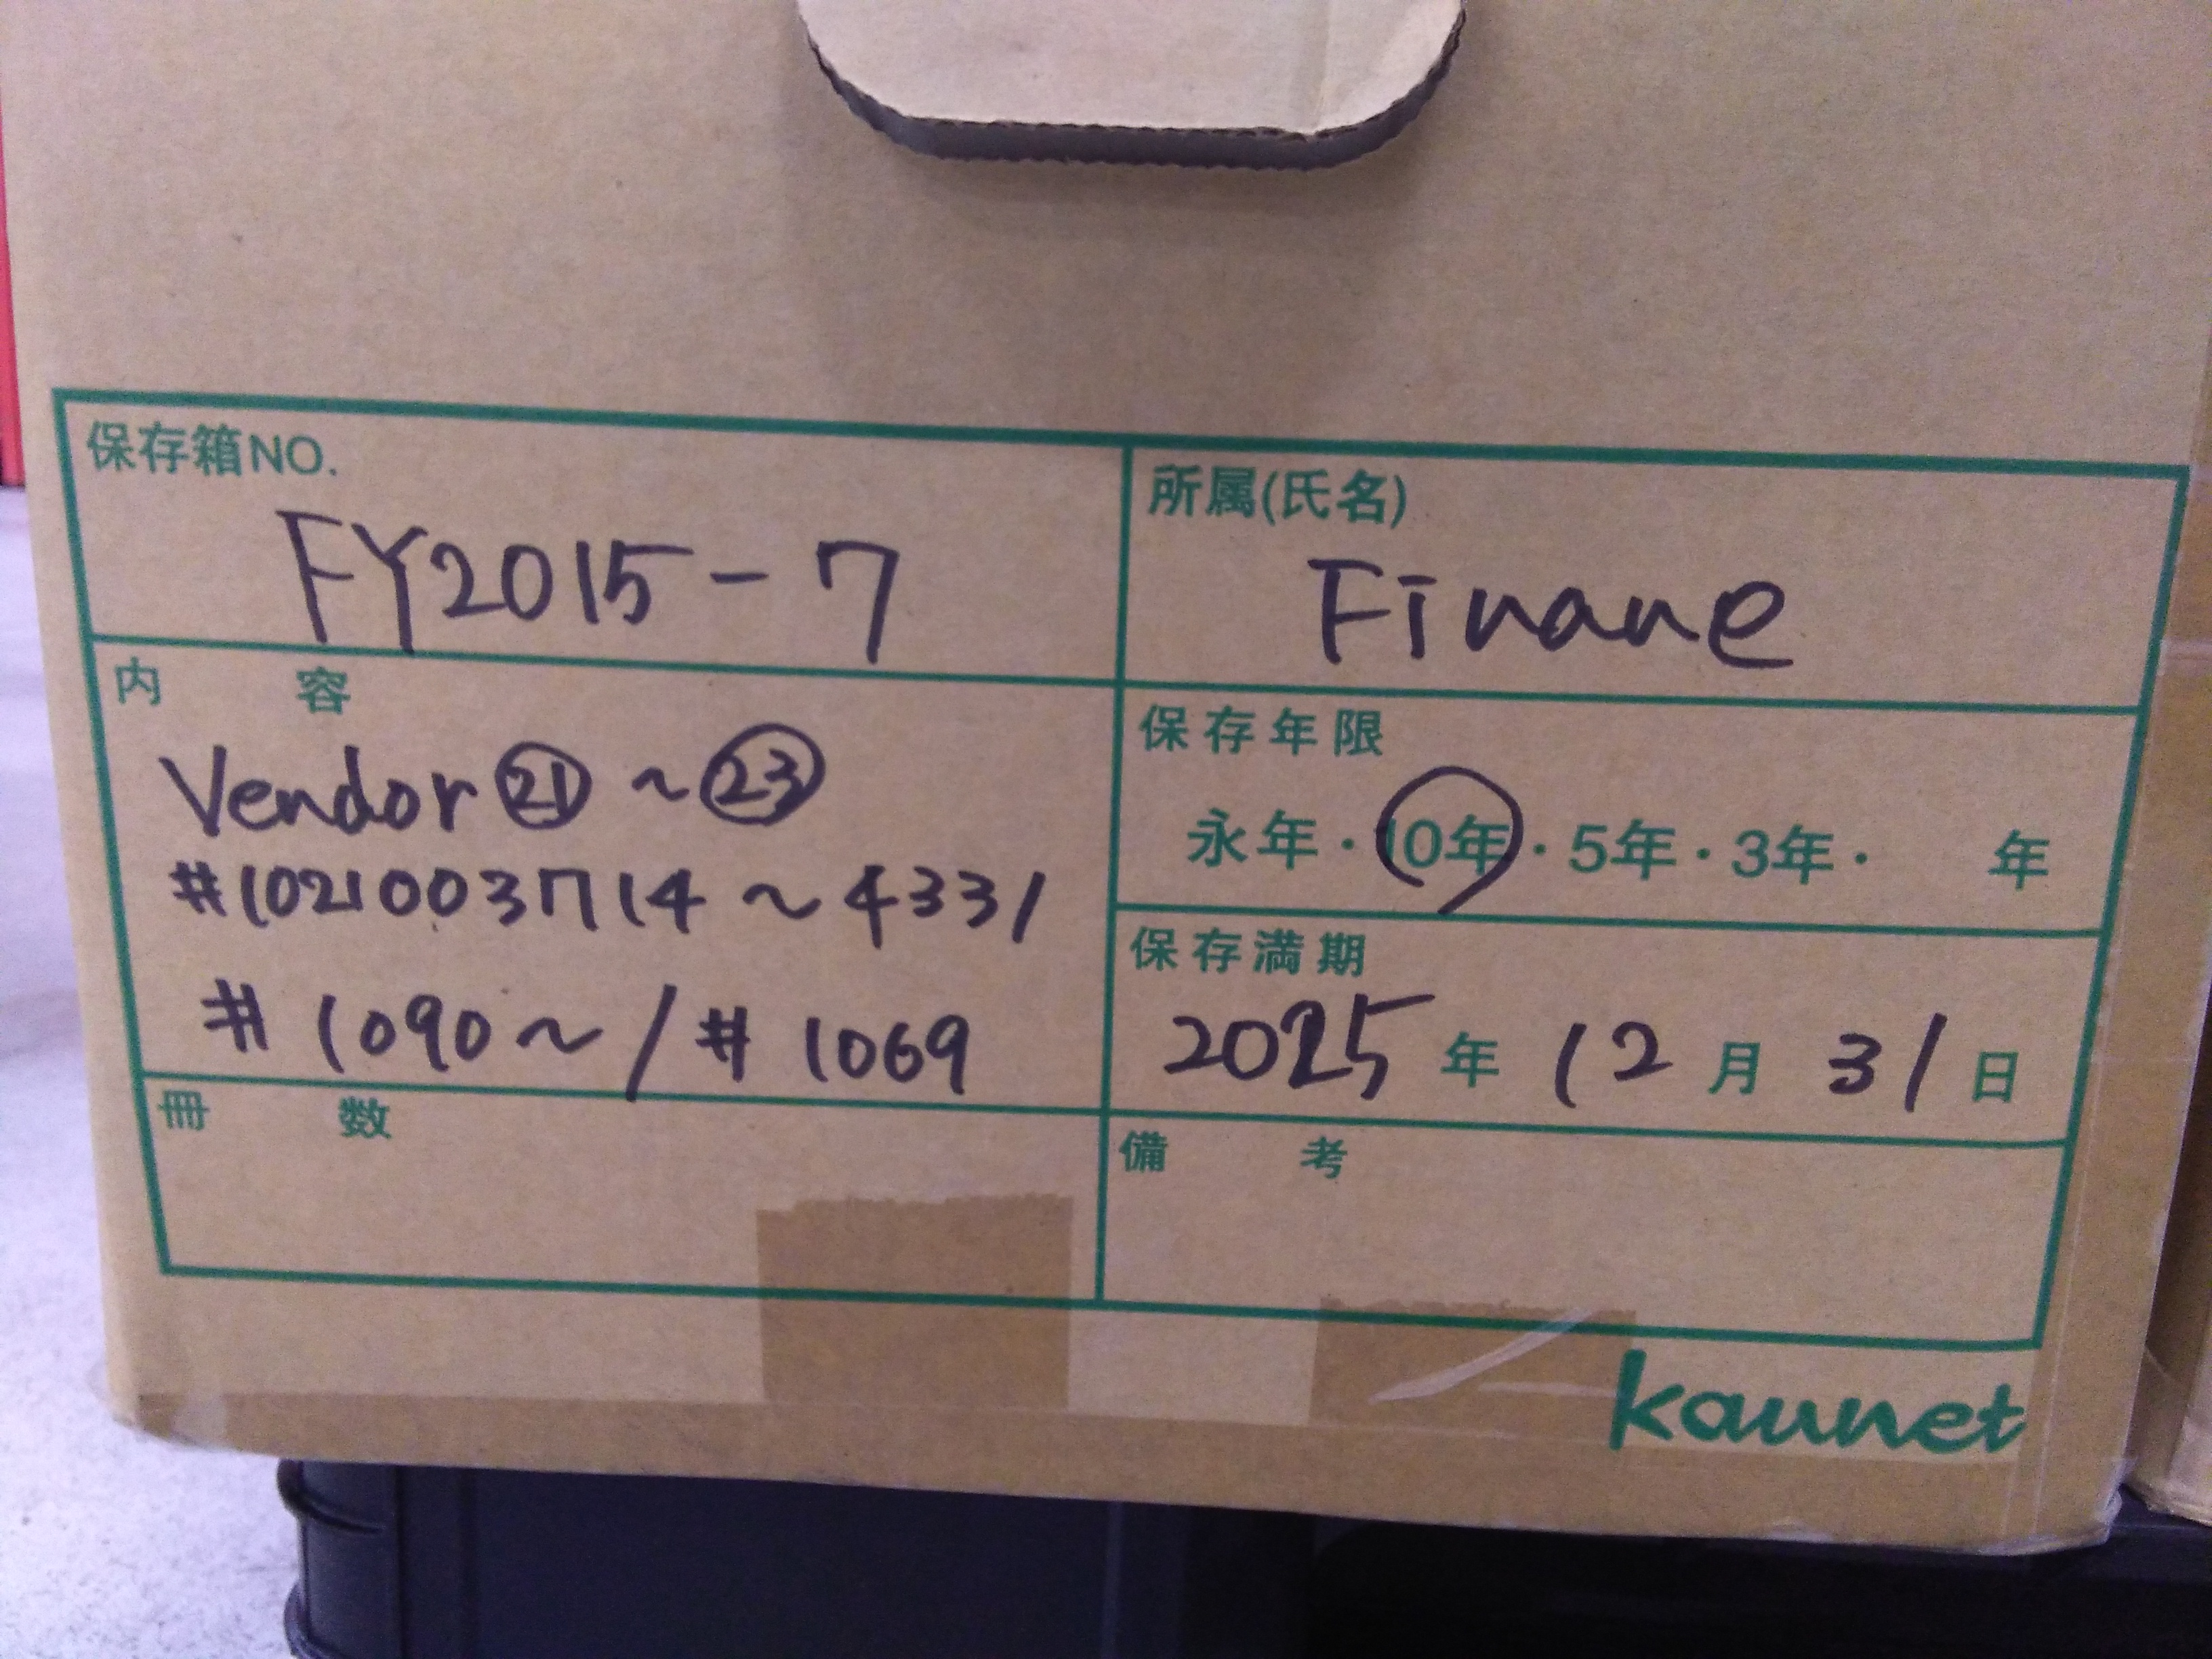 保存箱NO.
FY2015-7
所属(氏名)
Finane
内 容
Vendor㉑~㉓
#1021003714~4331
#1090~/#1069
保存年限
永年・10年・5年・3年・ 年
保存満期
2025年12月31日
冊 数
備 考
kaunet